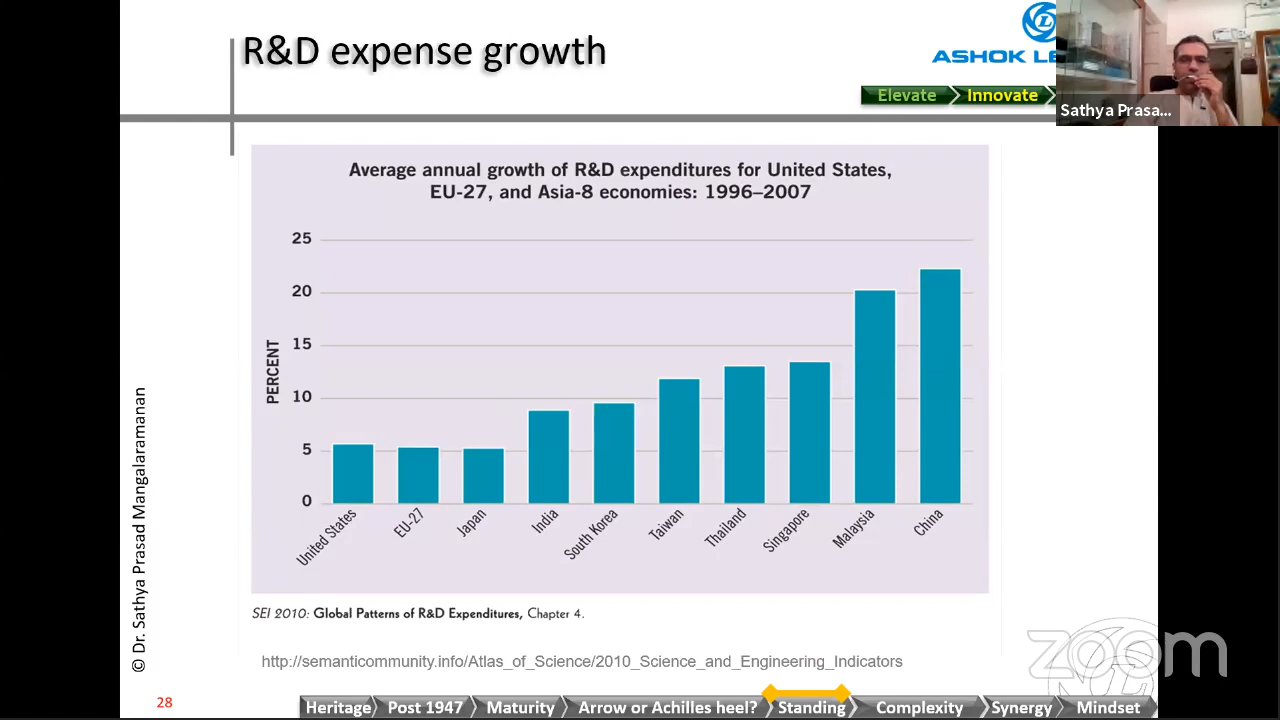 R&D expense growth
ASHOK LE
Elevate
Innovate
Sathya Prasa...
Average annual growth of R&D expenditures for United States,
EU-27, and Asia-8 economies: 1996–2007
PERCENT
25
20
15
10
5
0
United States
EU-27
Japan
India
South Korea
Taiwan
Thailand
Singapore
Malaysia
China
SEI 2010: Global Patterns of R&D Expenditures, Chapter 4.
http://semanticommunity.info/Atlas_of_Science/2010_Science_and_Engineering_Indicators
© Dr. Sathya Prasad Mangalaramanan
zoom
28
Heritage
Post 1947
Maturity
Arrow or Achilles heel?
Standing
Complexity
Synergy
Mindset